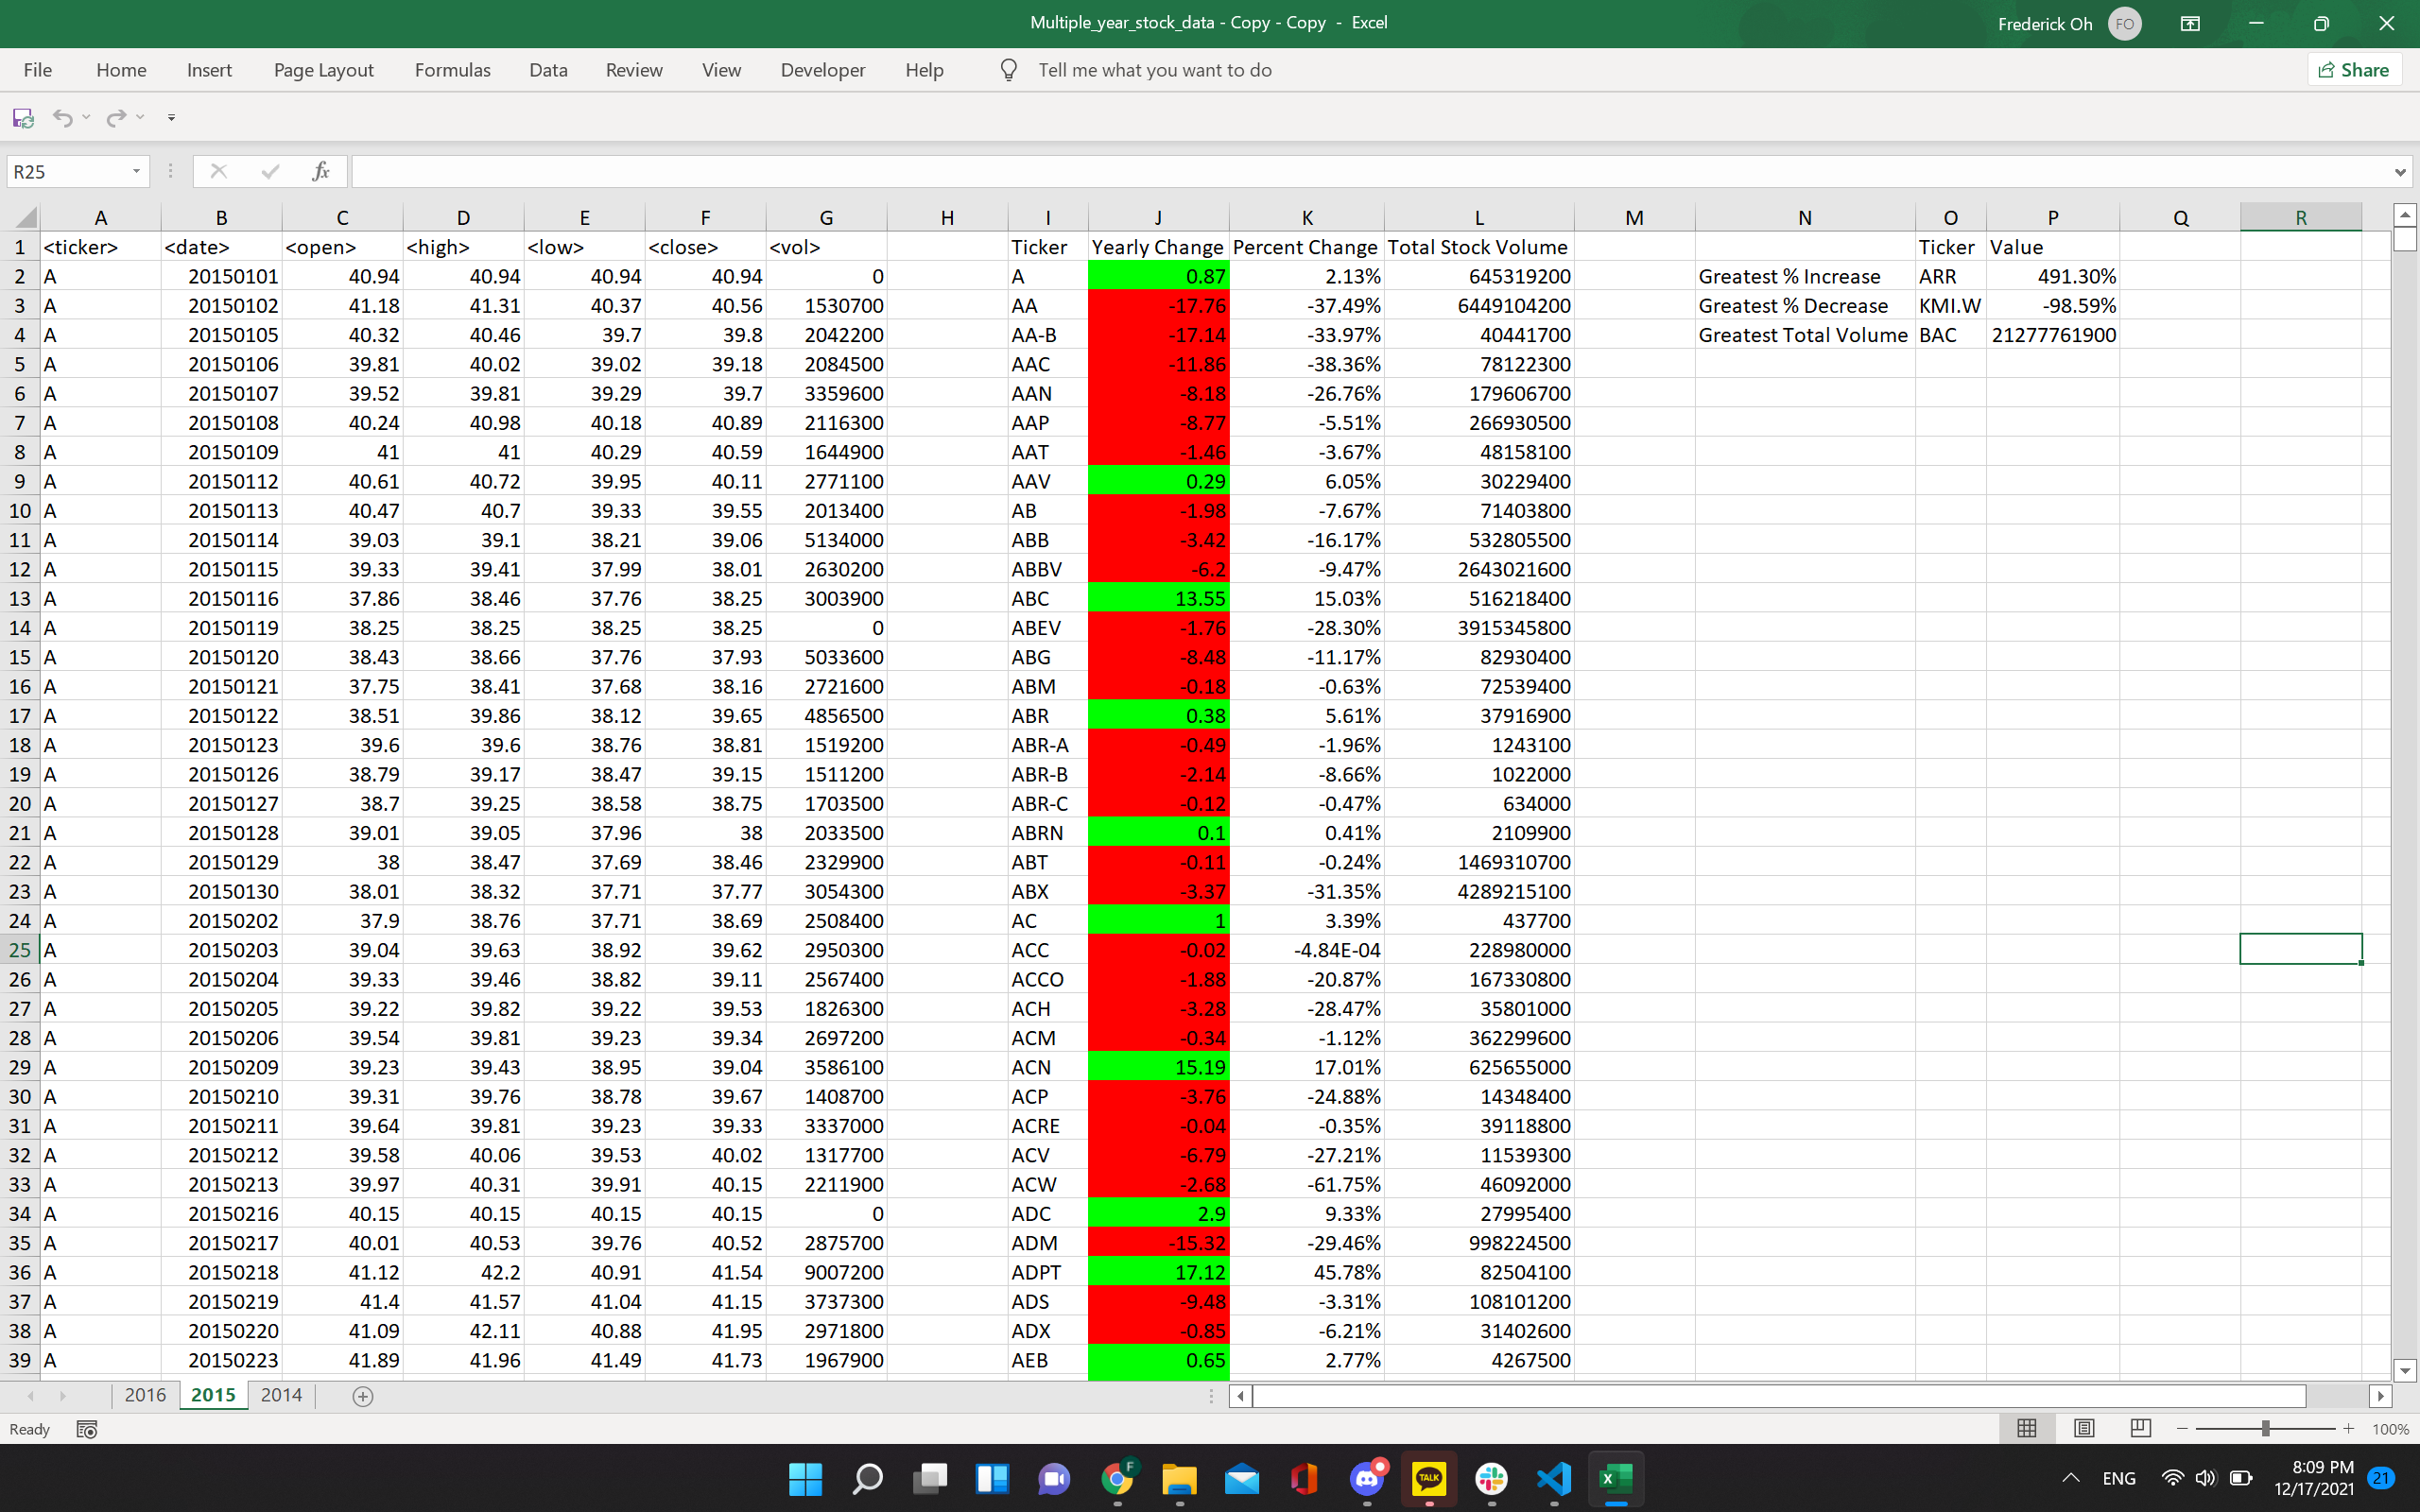 Multiple_year_stock_data - Copy - Copy - Excel
Frederick Oh FO
File Home Insert Page Layout Formulas Data Review View Developer Help Tell me what you want to do Share
R25 fx
A B C D E F G H I J K L M N O P Q R
1 <ticker> <date> <open> <high> <low> <close> <vol> Ticker Yearly Change Percent Change Total Stock Volume Ticker Value
2 A 20150101 40.94 40.94 40.94 40.94 0 A 0.87 2.13% 645319200 Greatest % Increase ARR 491.30%
3 A 20150102 41.18 41.31 40.37 40.56 1530700 AA -17.76 -37.49% 6449104200 Greatest % Decrease KMI.W -98.59%
4 A 20150105 40.32 40.46 39.7 39.8 2042200 AA-B -17.14 -33.97% 40441700 Greatest Total Volume BAC 21277761900
5 A 20150106 39.81 40.02 39.02 39.18 2084500 AAC -11.86 -38.36% 78122300
6 A 20150107 39.52 39.81 39.29 39.7 3359600 AAN -8.18 -26.76% 179606700
7 A 20150108 40.24 40.98 40.18 40.89 2116300 AAP -8.77 -5.51% 266930500
8 A 20150109 41 41 40.29 40.59 1644900 AAT -1.46 -3.67% 48158100
9 A 20150112 40.61 40.72 39.95 40.11 2771100 AAV 0.29 6.05% 30229400
10 A 20150113 40.47 40.7 39.33 39.55 2013400 AB -1.98 -7.67% 71403800
11 A 20150114 39.03 39.1 38.21 39.06 5134000 ABB -3.42 -16.17% 532805500
12 A 20150115 39.33 39.41 37.99 38.01 2630200 ABBV -6.2 -9.47% 2643021600
13 A 20150116 37.86 38.46 37.76 38.25 3003900 ABC 13.55 15.03% 516218400
14 A 20150119 38.25 38.25 38.25 38.25 0 ABEV -1.76 -28.30% 3915345800
15 A 20150120 38.43 38.66 37.76 37.93 5033600 ABG -8.48 -11.17% 82930400
16 A 20150121 37.75 38.41 37.68 38.16 2721600 ABM -0.18 -0.63% 72539400
17 A 20150122 38.51 39.86 38.12 39.65 4856500 ABR 0.38 5.61% 37916900
18 A 20150123 39.6 39.6 38.76 38.81 1519200 ABR-A -0.49 -1.96% 1243100
19 A 20150126 38.79 39.17 38.47 39.15 1511200 ABR-B -2.14 -8.66% 1022000
20 A 20150127 38.7 39.25 38.58 38.75 1703500 ABR-C -0.12 -0.47% 634000
21 A 20150128 39.01 39.05 37.96 38 2033500 ABRN 0.1 0.41% 2109900
22 A 20150129 38 38.47 37.69 38.46 2329900 ABT -0.11 -0.24% 1469310700
23 A 20150130 38.01 38.32 37.71 37.77 3054300 ABX -3.37 -31.35% 4289215100
24 A 20150202 37.9 38.76 37.71 38.69 2508400 AC 1 3.39% 437700
25 A 20150203 39.04 39.63 38.92 39.62 2950300 ACC -0.02 -4.84E-04 228980000
26 A 20150204 39.33 39.46 38.82 39.11 2567400 ACCO -1.88 -20.87% 167330800
27 A 20150205 39.22 39.82 39.22 39.53 1826300 ACH -3.28 -28.47% 35801000
28 A 20150206 39.54 39.81 39.23 39.34 2697200 ACM -0.34 -1.12% 362299600
29 A 20150209 39.23 39.43 38.95 39.04 3586100 ACN 15.19 17.01% 625655000
30 A 20150210 39.31 39.76 38.78 39.67 1408700 ACP -3.76 -24.88% 14348400
31 A 20150211 39.64 39.81 39.23 39.33 3337000 ACRE -0.04 -0.35% 39118800
32 A 20150212 39.58 40.06 39.53 40.02 1317700 ACV -6.79 -27.21% 11539300
33 A 20150213 39.97 40.31 39.91 40.15 2211900 ACW -2.68 -61.75% 46092000
34 A 20150216 40.15 40.15 40.15 40.15 0 ADC 2.9 9.33% 27995400
35 A 20150217 40.01 40.53 39.76 40.52 2875700 ADM -15.32 -29.46% 998224500
36 A 20150218 41.12 42.2 40.91 41.54 9007200 ADPT 17.12 45.78% 82504100
37 A 20150219 41.4 41.57 41.04 41.15 3737300 ADS -9.48 -3.31% 108101200
38 A 20150220 41.09 42.11 40.88 41.95 2971800 ADX -0.85 -6.21% 31402600
39 A 20150223 41.89 41.96 41.49 41.73 1967900 AEB 0.65 2.77% 4267500
2016 2015 2014
Ready 100%
F TALK ENG 8:09 PM 21
12/17/2021